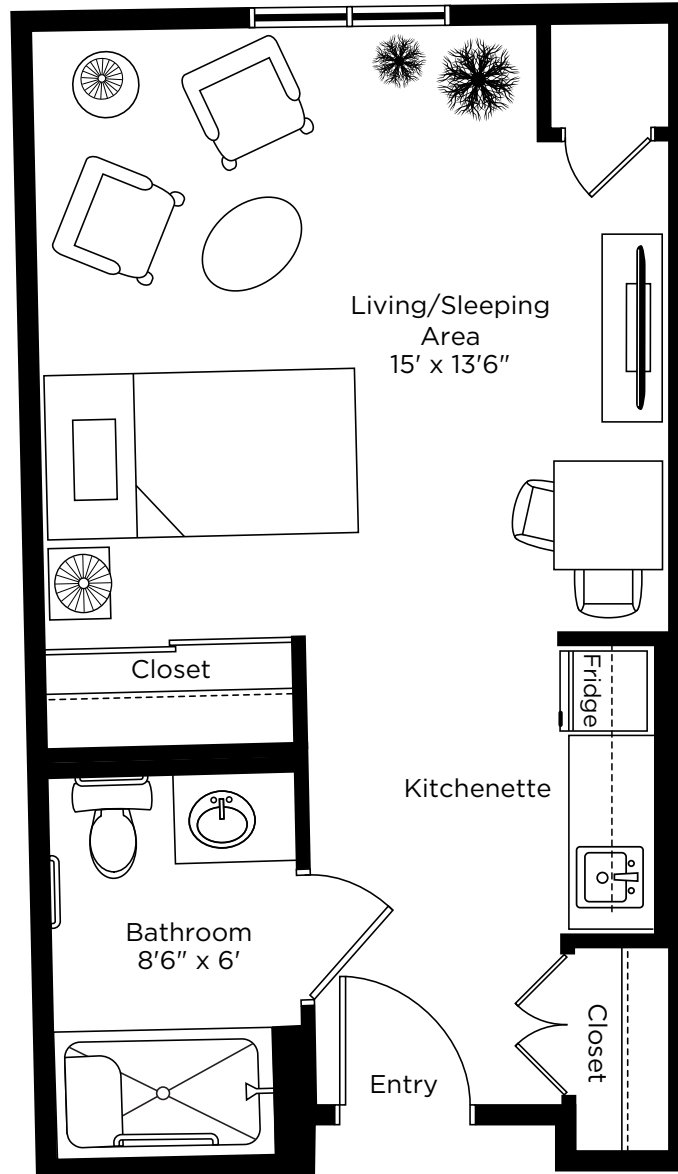 Living/Sleeping
Area
15' x 13'6"
Closet
Fridge
Kitchenette
Bathroom
8'6" x 6'
Closet
Entry